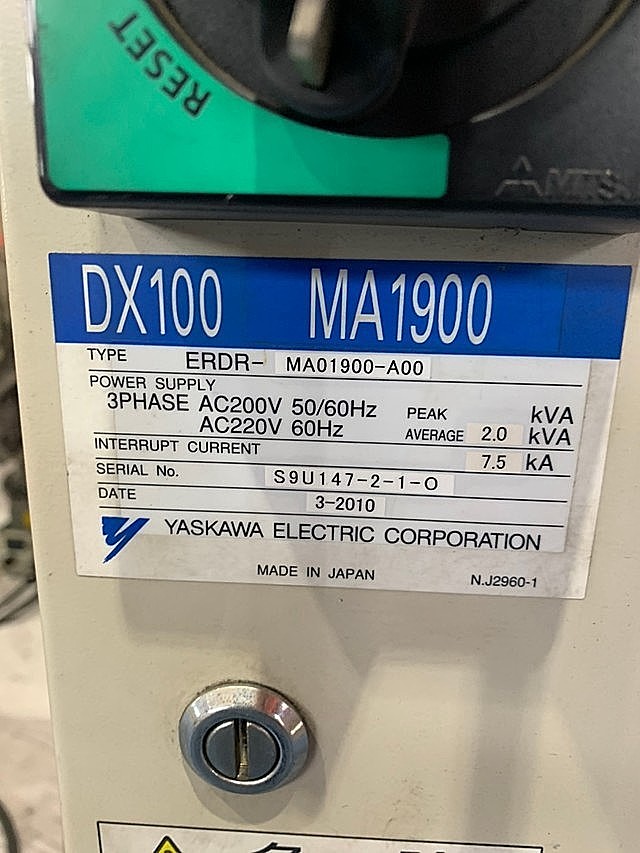 RESET
DX100 MA1900
TYPE ERDR- MA01900-A00
POWER SUPPLY
3PHASE AC200V 50/60Hz PEAK kVA
AC220V 60Hz AVERAGE 2.0 kVA
INTERRUPT CURRENT 7.5 kA
SERIAL No. S9U147-2-1-O
DATE 3-2010
YASKAWA ELECTRIC CORPORATION
MADE IN JAPAN N.J2960-1